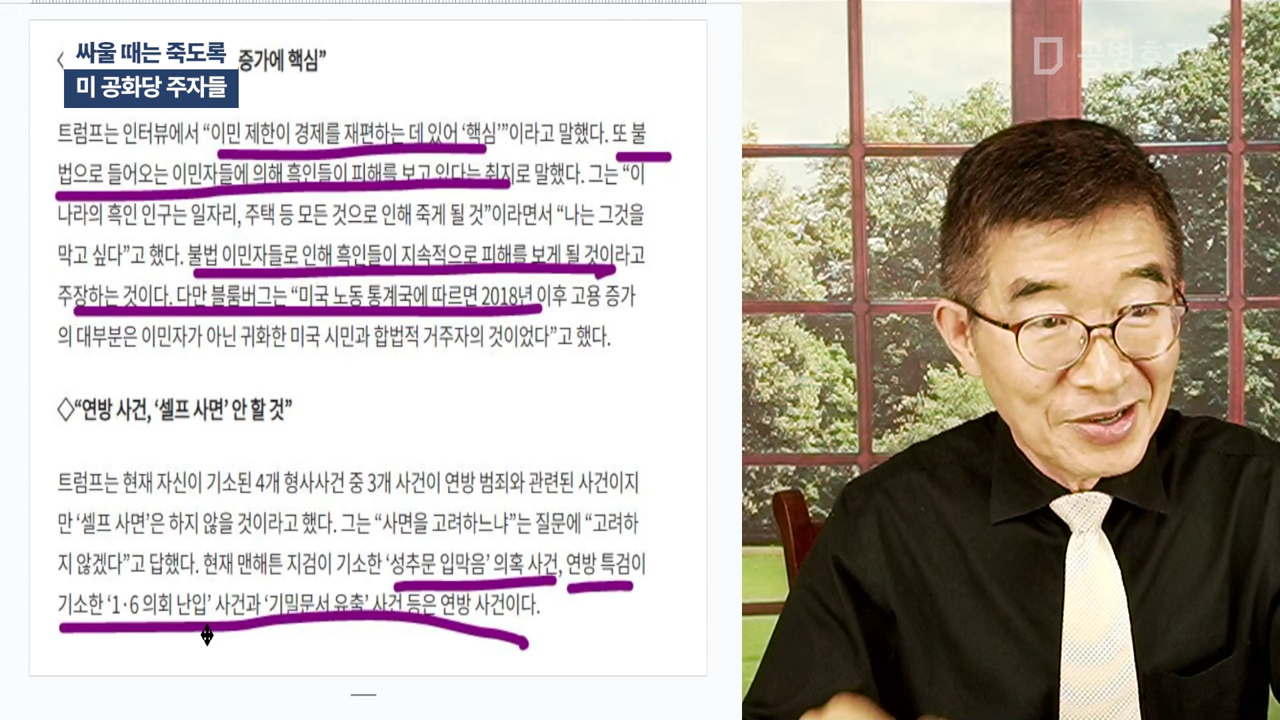 싸울 때는 죽도록
미 공화당 주자들
증가에 핵심”
트럼프는 인터뷰에서 “이민 제한이 경제를 재편하는 데 있어 ‘핵심’”이라고 말했다. 또 불
법으로 들어오는 이민자들에 의해 흑인들이 피해를 보고 있다는 취지로 말했다. 그는 “이
나라의 흑인 인구는 일자리, 주택 등 모든 것으로 인해 죽게 될 것”이라면서 “나는 그것을
막고 싶다”고 했다. 불법 이민자들로 인해 흑인들이 지속적으로 피해를 보게 될 것이라고
주장하는 것이다. 다만 블룸버그는 “미국 노동 통계국에 따르면 2018년 이후 고용 증가
의 대부분은 이민자가 아닌 귀화한 미국 시민과 합법적 거주자의 것이었다”고 했다.
◇“연방 사건, ‘셀프 사면’ 안 할 것”
트럼프는 현재 자신이 기소된 4개 형사사건 중 3개 사건이 연방 범죄와 관련된 사건이지
만 ‘셀프 사면’은 하지 않을 것이라고 했다. 그는 “사면을 고려하느냐”는 질문에 “고려하
지 않겠다”고 답했다. 현재 맨해튼 지검이 기소한 ‘성추문 입막음’ 의혹 사건, 연방 특검이
기소한 ‘1·6 의회 난입’ 사건과 ‘기밀문서 유출’ 사건 등은 연방 사건이다.
공병호